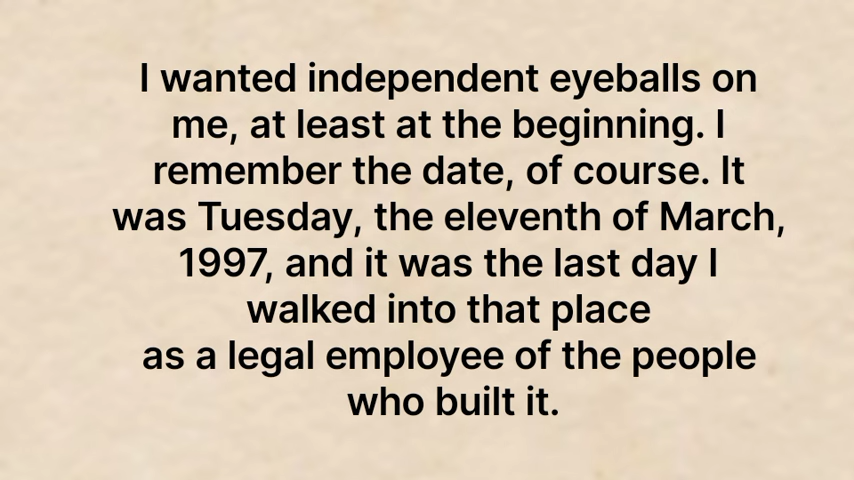 I wanted independent eyeballs on
me, at least at the beginning. I
remember the date, of course. It
was Tuesday, the eleventh of March,
1997, and it was the last day I
walked into that place
as a legal employee of the people
who built it.